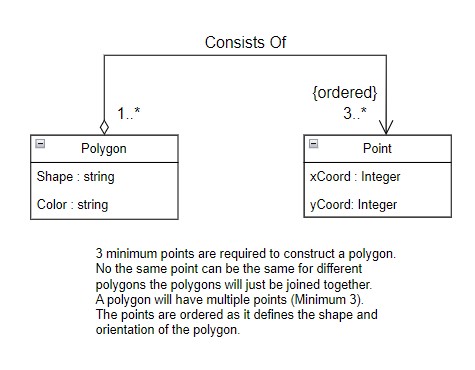 Consists Of
{ordered}
1..*
3..*
Polygon
Point
Shape : string
xCoord : Integer
Color : string
yCoord: Integer
3 minimum points are required to construct a polygon.
No the same point can be the same for different
polygons the polygons will just be joined together.
A polygon will have multiple points (Minimum 3).
The points are ordered as it defines the shape and
orientation of the polygon.